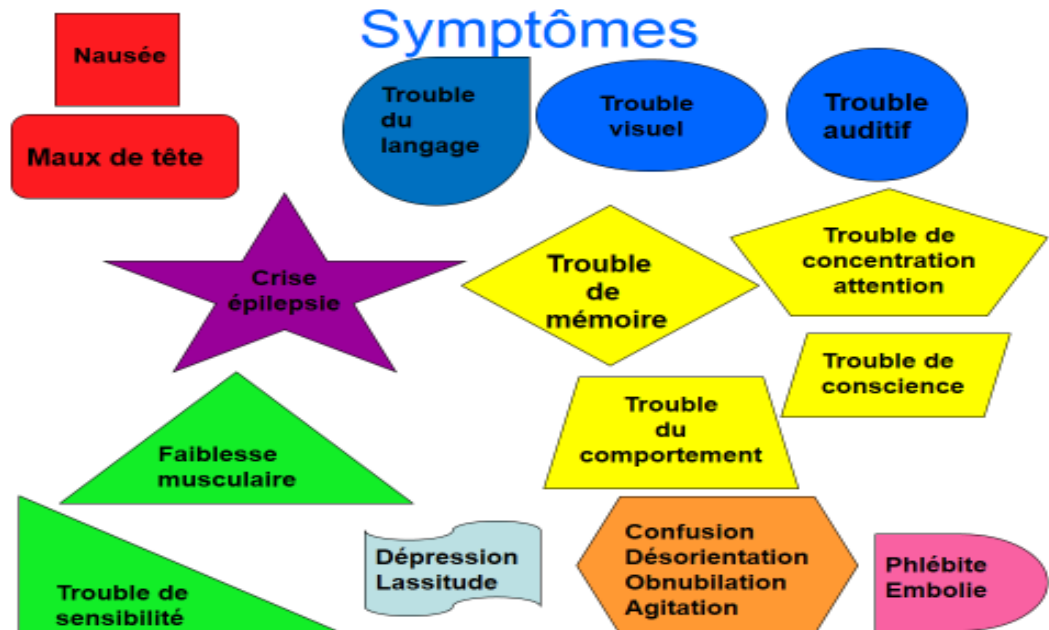 Symptômes
Nausée
Maux de tête
Trouble
du
langage
Trouble
visuel
Trouble
auditif
Crise
épilepsie
Trouble
de
mémoire
Trouble de
concentration
attention
Trouble de
conscience
Trouble
du
comportement
Faiblesse
musculaire
Trouble de
sensibilité
Dépression
Lassitude
Confusion
Désorientation
Obnubilation
Agitation
Phlébite
Embolie